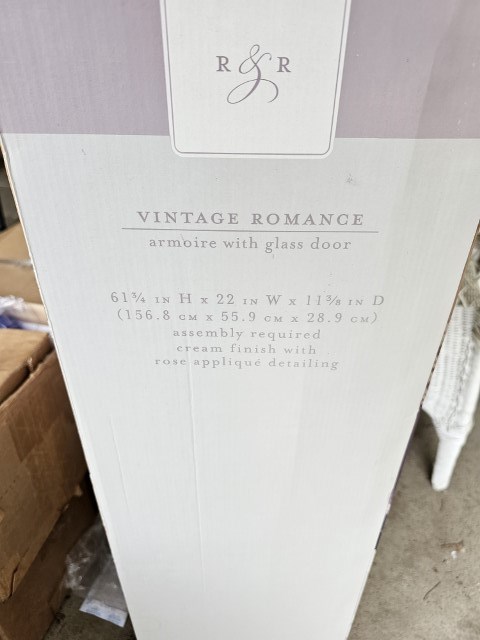 R & R
VINTAGE ROMANCE
armoire with glass door
61¾ IN H x 22 IN W x 11⅜ IN D
(156.8 CM x 55.9 CM x 28.9 CM)
assembly required
cream finish with
rose appliqué detailing